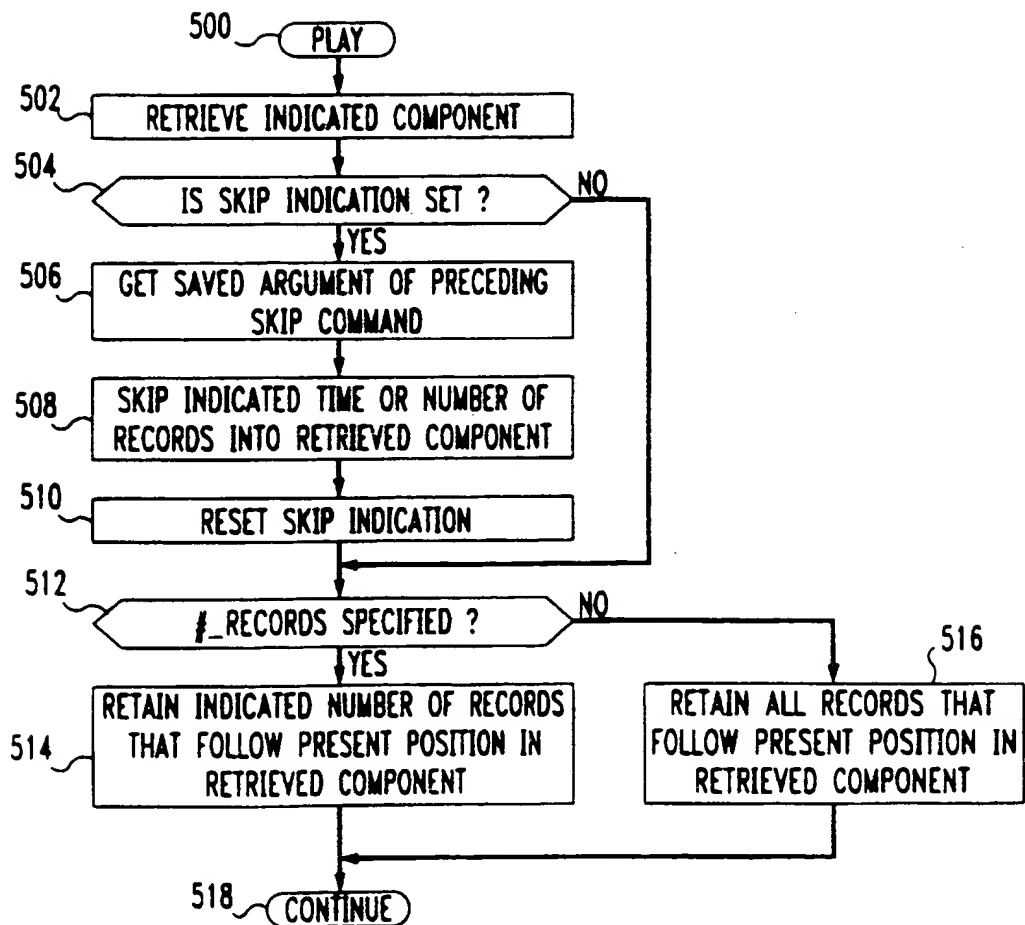 500
PLAY
502
RETRIEVE INDICATED COMPONENT
504
IS SKIP INDICATION SET ?
NO
YES
506
GET SAVED ARGUMENT OF PRECEDING
SKIP COMMAND
508
SKIP INDICATED TIME OR NUMBER OF
RECORDS INTO RETRIEVED COMPONENT
510
RESET SKIP INDICATION
512
#_RECORDS SPECIFIED ?
NO
YES
514
RETAIN INDICATED NUMBER OF RECORDS
THAT FOLLOW PRESENT POSITION IN
RETRIEVED COMPONENT
516
RETAIN ALL RECORDS THAT
FOLLOW PRESENT POSITION IN
RETRIEVED COMPONENT
518
CONTINUE